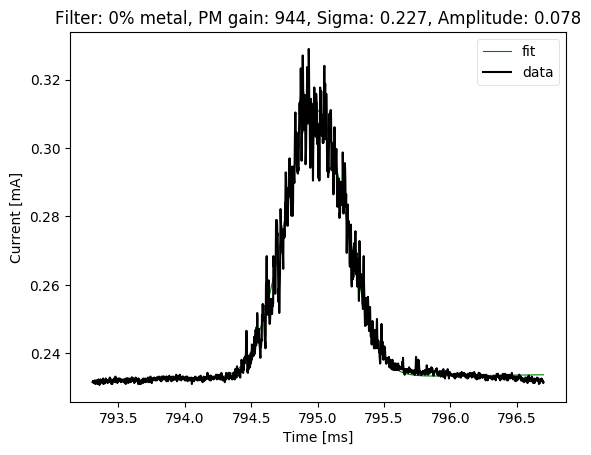 Filter: 0% metal, PM gain: 944, Sigma: 0.227, Amplitude: 0.078
fit
data
0.32
0.30
0.28
0.26
0.24
Current [mA]
793.5 794.0 794.5 795.0 795.5 796.0 796.5
Time [ms]